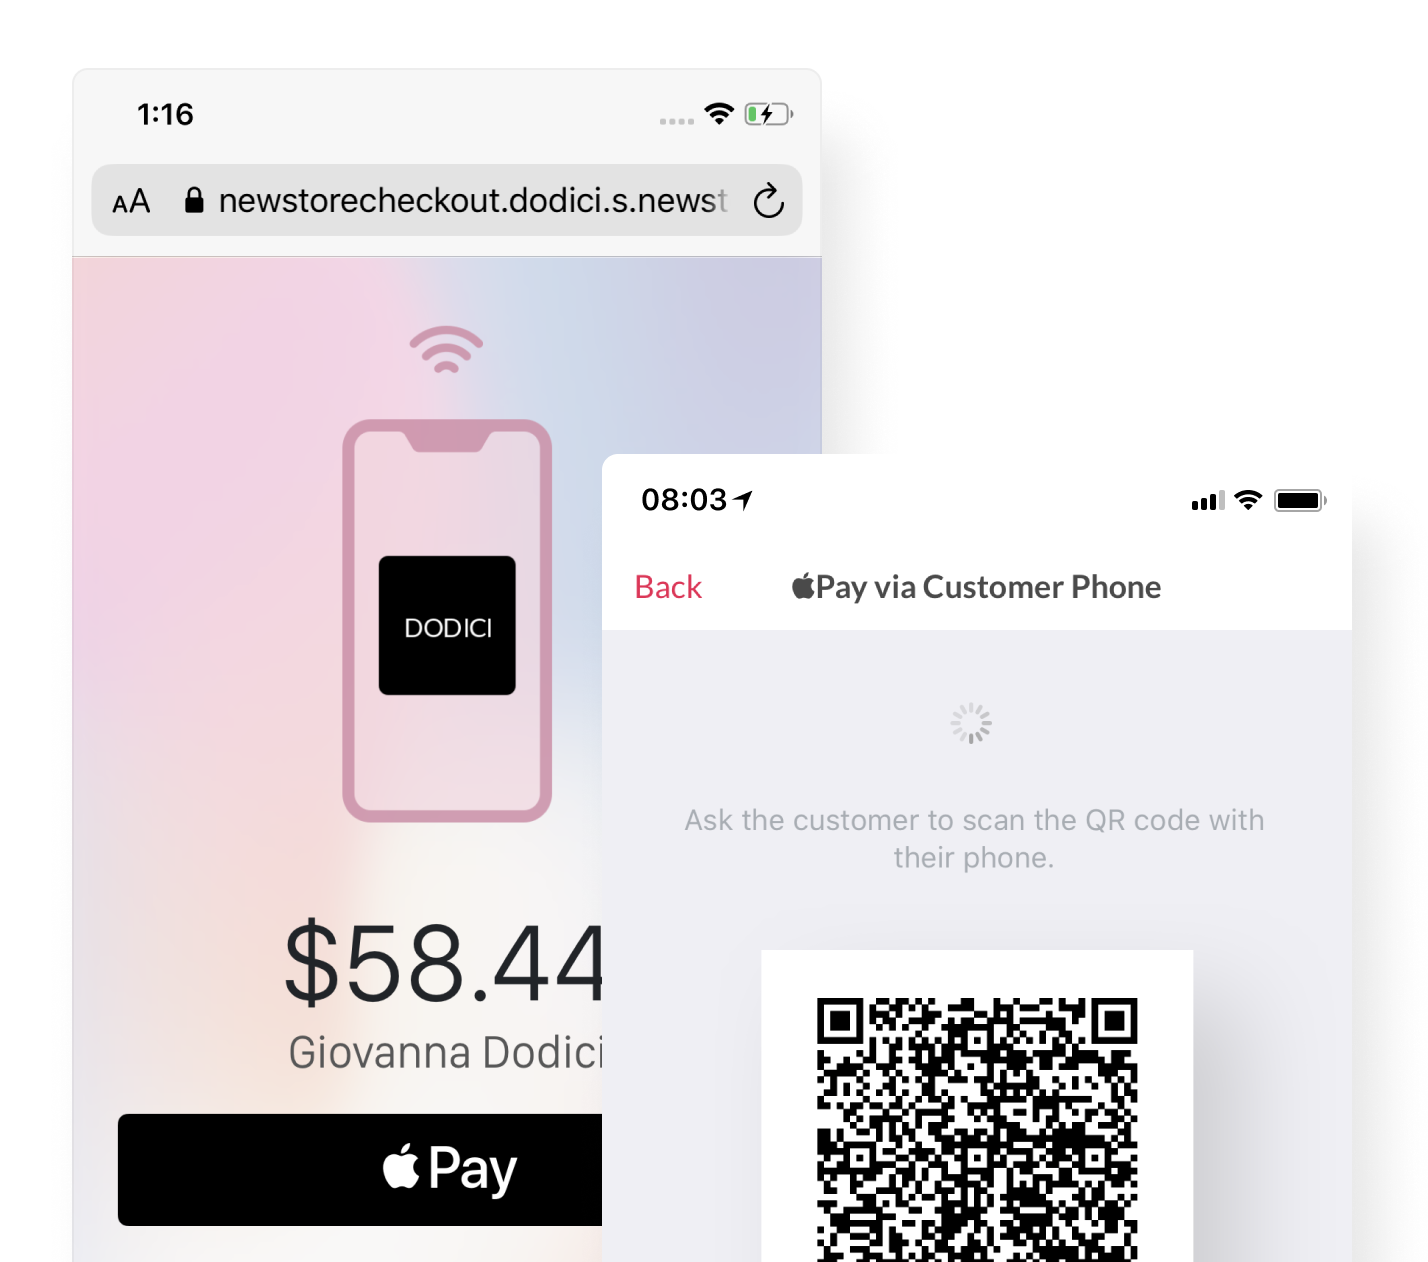 1:16
AA newstorecheckout.dodici.s.newst
DODICI
$58.44
Giovanna Dodici
Pay
08:03
Back Pay via Customer Phone
Ask the customer to scan the QR code with
their phone.